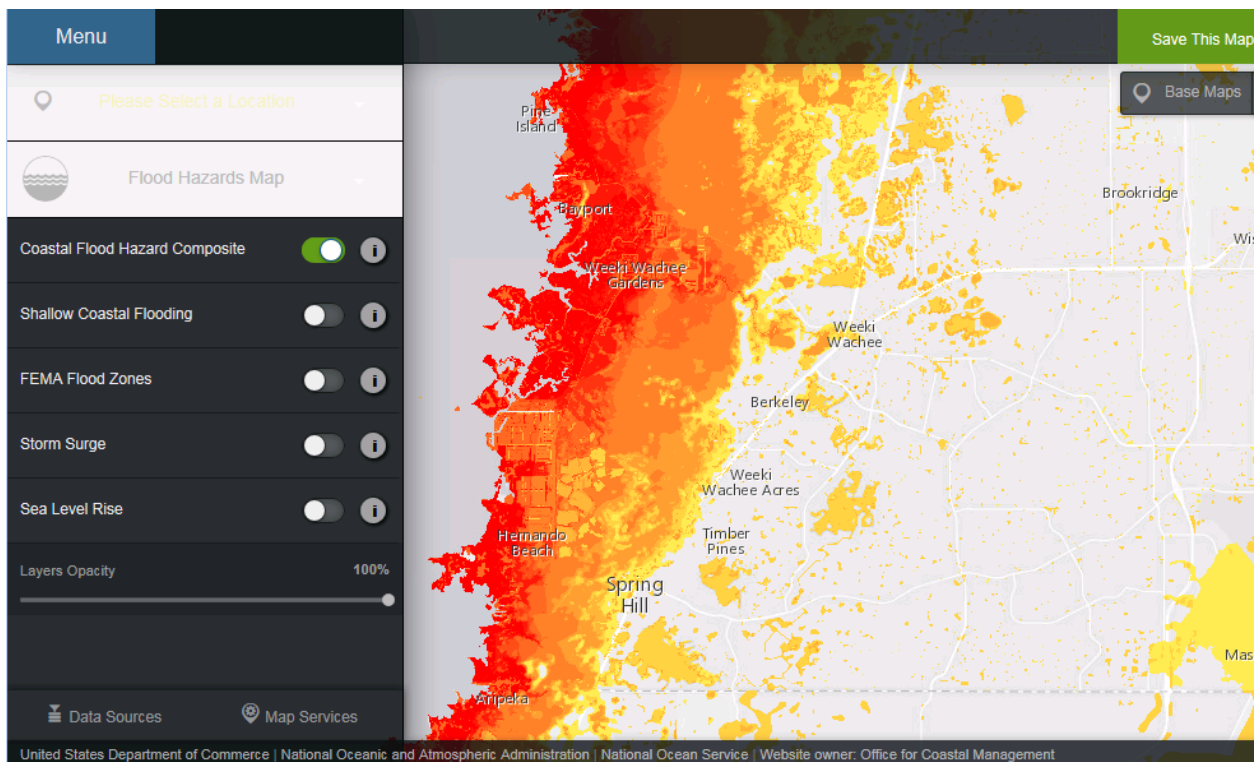 Menu
Save This Map
Please Select a Location
Base Maps
Flood Hazards Map
Coastal Flood Hazard Composite
i
Shallow Coastal Flooding
i
FEMA Flood Zones
i
Storm Surge
i
Sea Level Rise
i
Layers Opacity 100%
Data Sources
Map Services
Pine
Island
Brookridge
Bayport
Wis
Weeki Wachee
Gardens
Weeki
Wachee
Berkeley
Weeki
Wachee Acres
Timber
Pines
Hernando
Beach
Spring
Hill
Mas
Aripeka
United States Department of Commerce | National Oceanic and Atmospheric Administration | National Ocean Service | Website owner: Office for Coastal Management